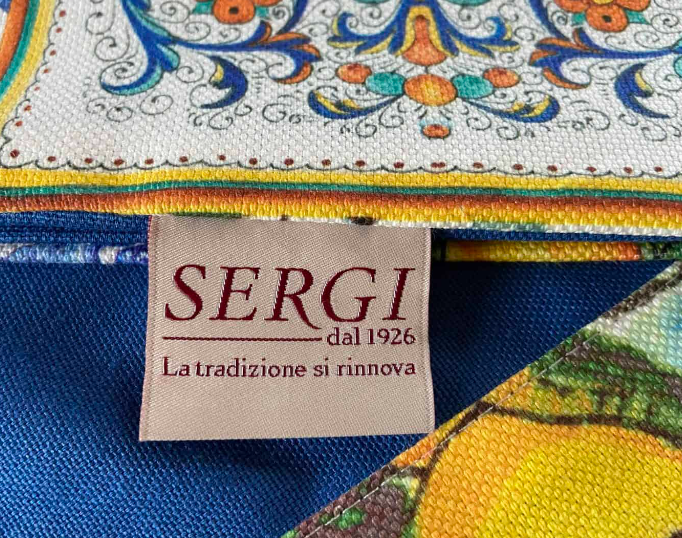 SERGI
dal 1926
La tradizione si rinnova